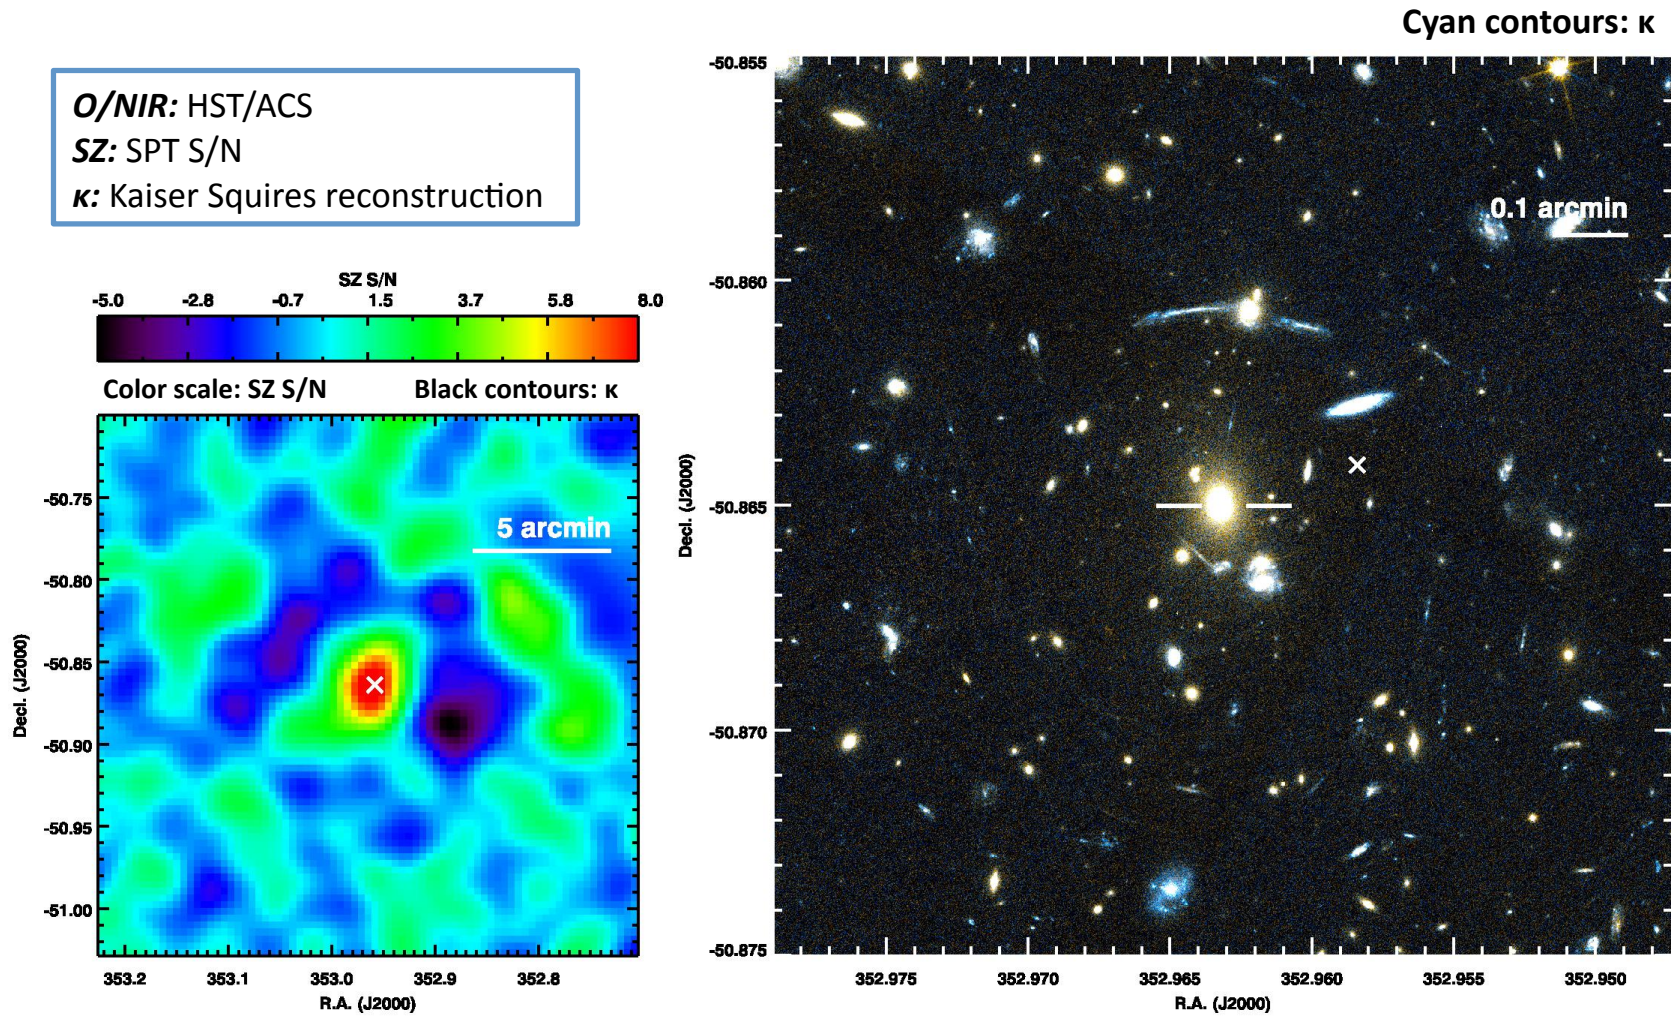 Cyan contours: κ
O/NIR: HST/ACS
SZ: SPT S/N
κ: Kaiser Squires reconstruction
SZ S/N
-5.0 -2.8 -0.7 1.5 3.7 5.8 8.0
Color scale: SZ S/N Black contours: κ
5 arcmin
-50.75
-50.80
-50.85
-50.90
-50.95
-51.00
Decl. (J2000)
353.2 353.1 353.0 352.9 352.8
R.A. (J2000)
0.1 arcmin
-50.855
-50.860
-50.865
-50.870
-50.875
Decl. (J2000)
352.975 352.970 352.965 352.960 352.955 352.950
R.A. (J2000)